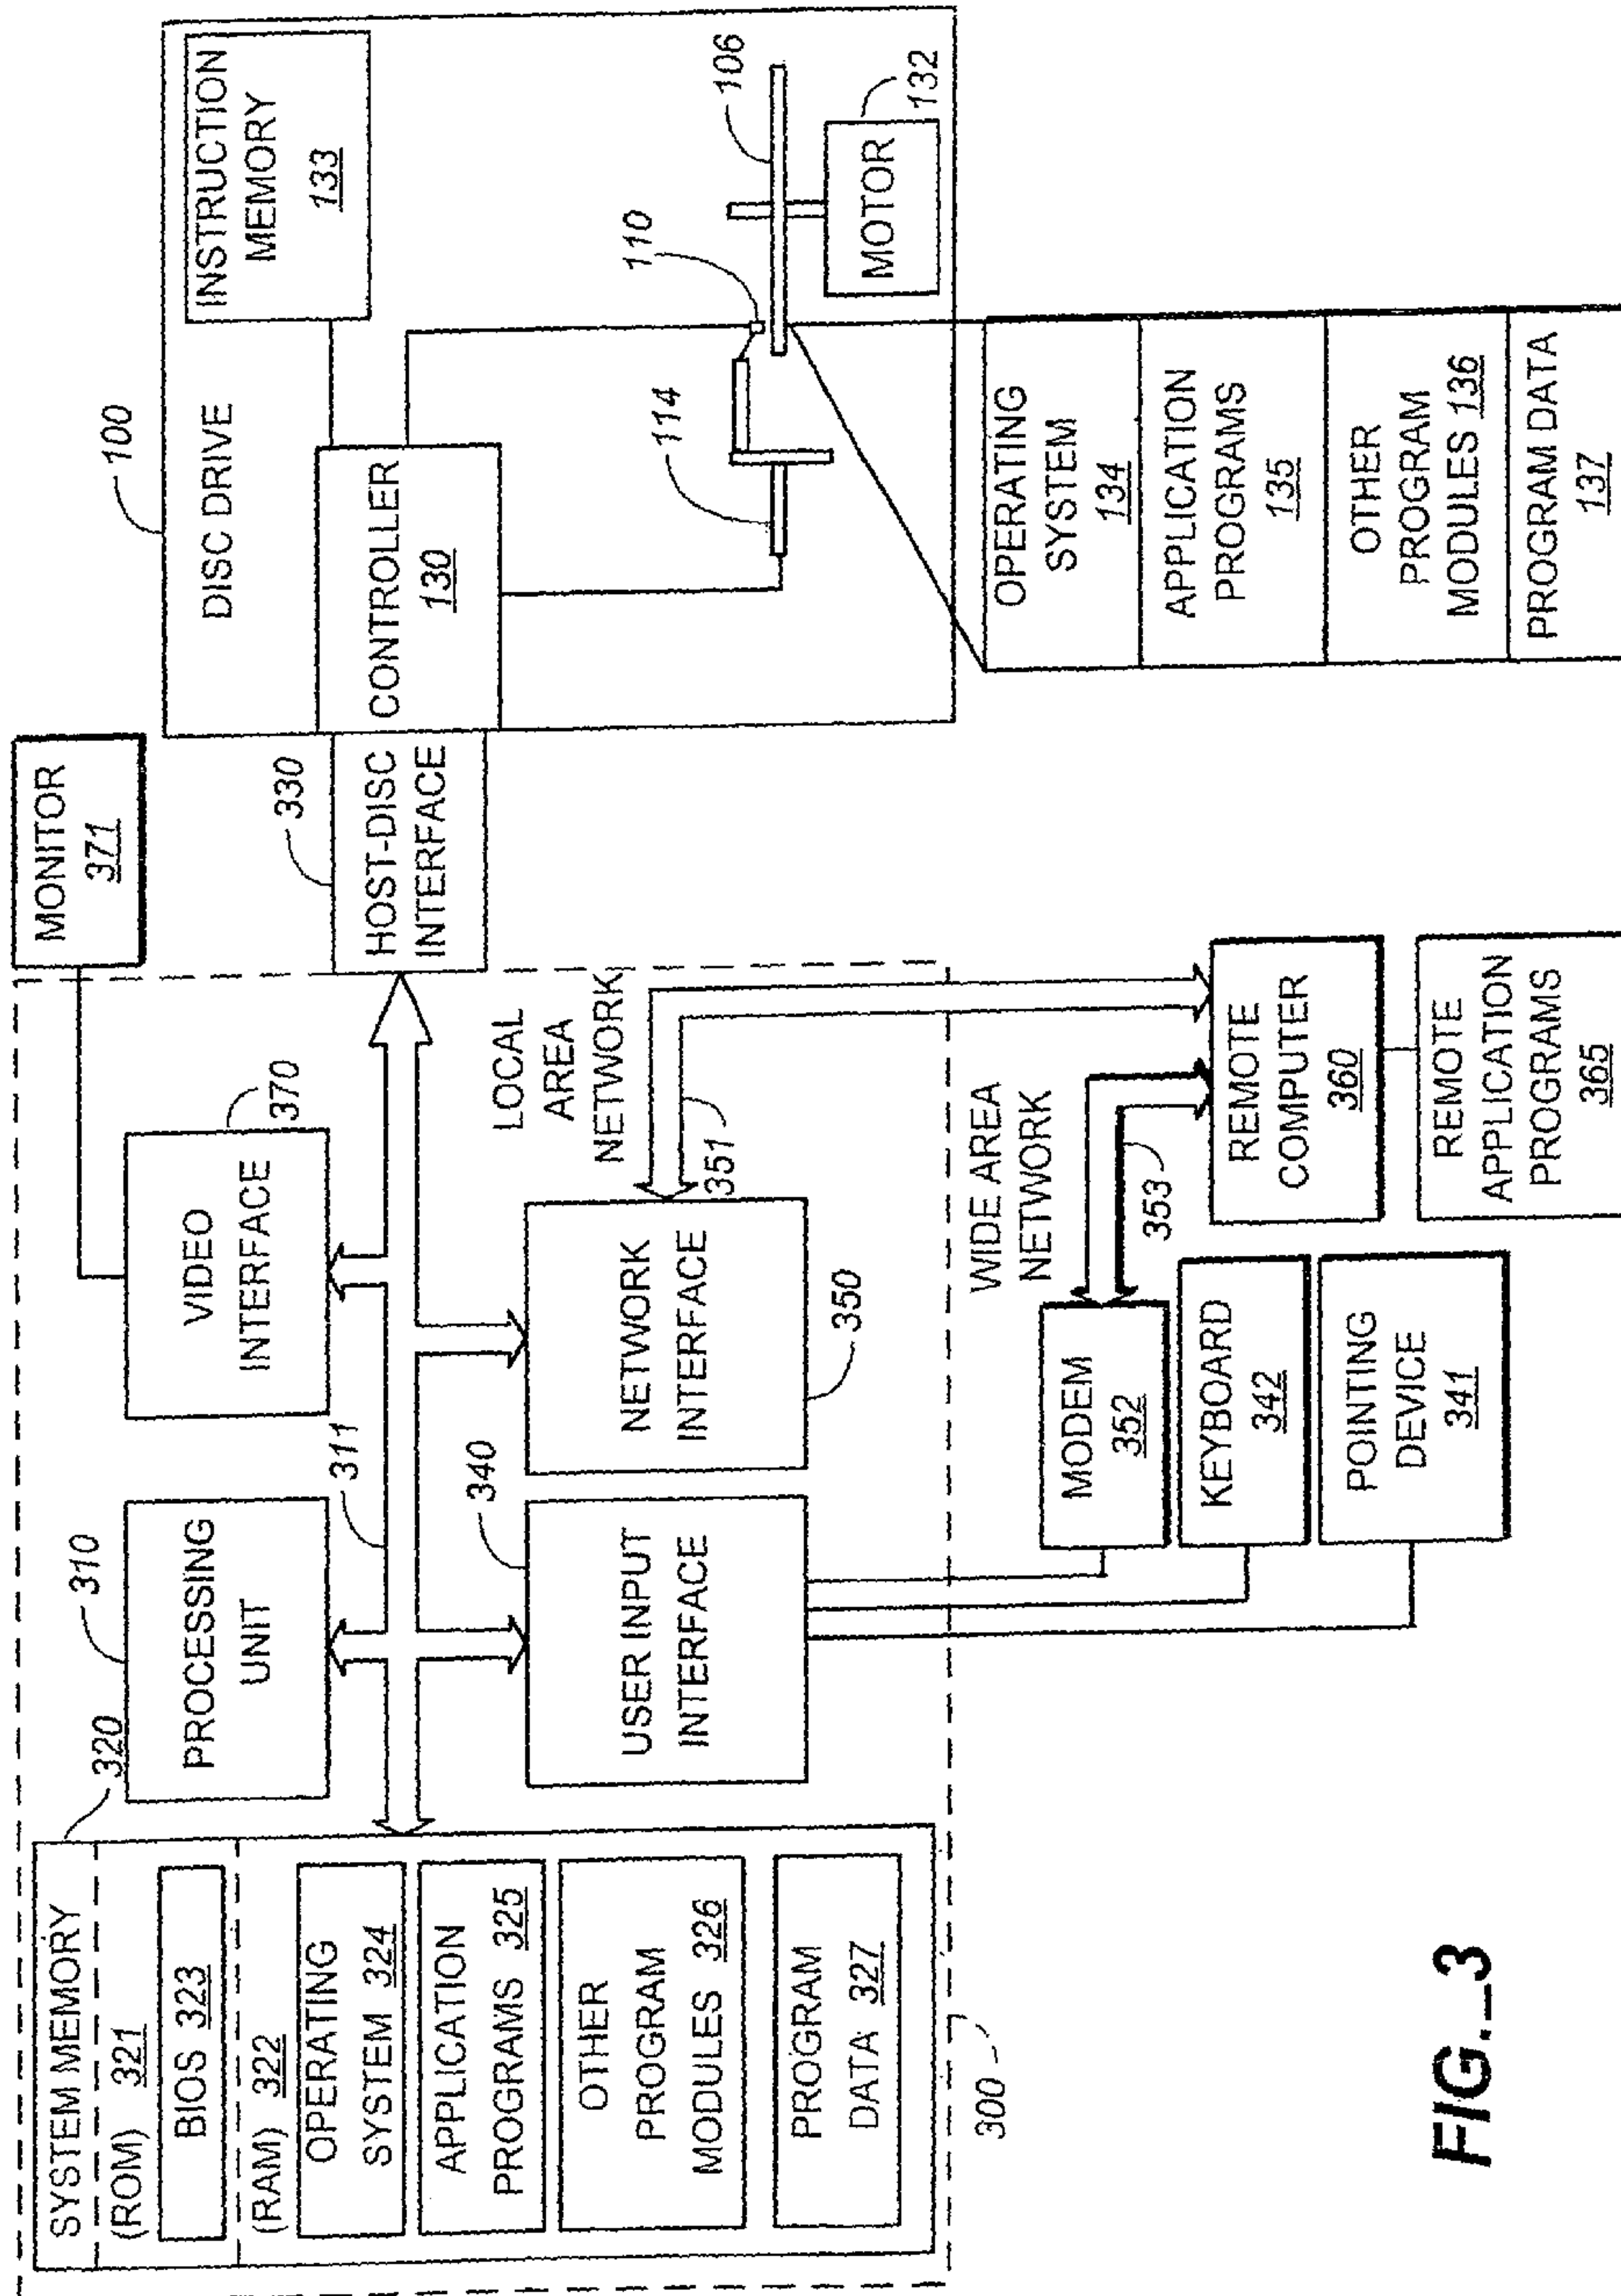 SYSTEM MEMORY
320
(ROM) 321
BIOS 323
(RAM) 322
OPERATING
SYSTEM 324
APPLICATION
PROGRAMS 325
OTHER
PROGRAM
MODULES 326
PROGRAM
DATA 327
300
310
PROCESSING
UNIT
311
370
VIDEO
INTERFACE
340
USER INPUT
INTERFACE
NETWORK
INTERFACE
350
LOCAL
AREA
NETWORK
351
MONITOR
371
330
HOST-DISC
INTERFACE
100
DISC DRIVE
INSTRUCTION
MEMORY
133
CONTROLLER
130
114
110
106
MOTOR
132
OPERATING
SYSTEM
134
APPLICATION
PROGRAMS
135
OTHER
PROGRAM
MODULES 136
PROGRAM DATA
137
WIDE AREA
NETWORK
353
MODEM
352
KEYBOARD
342
POINTING
DEVICE
341
REMOTE
COMPUTER
360
REMOTE
APPLICATION
PROGRAMS
365
FIG._3